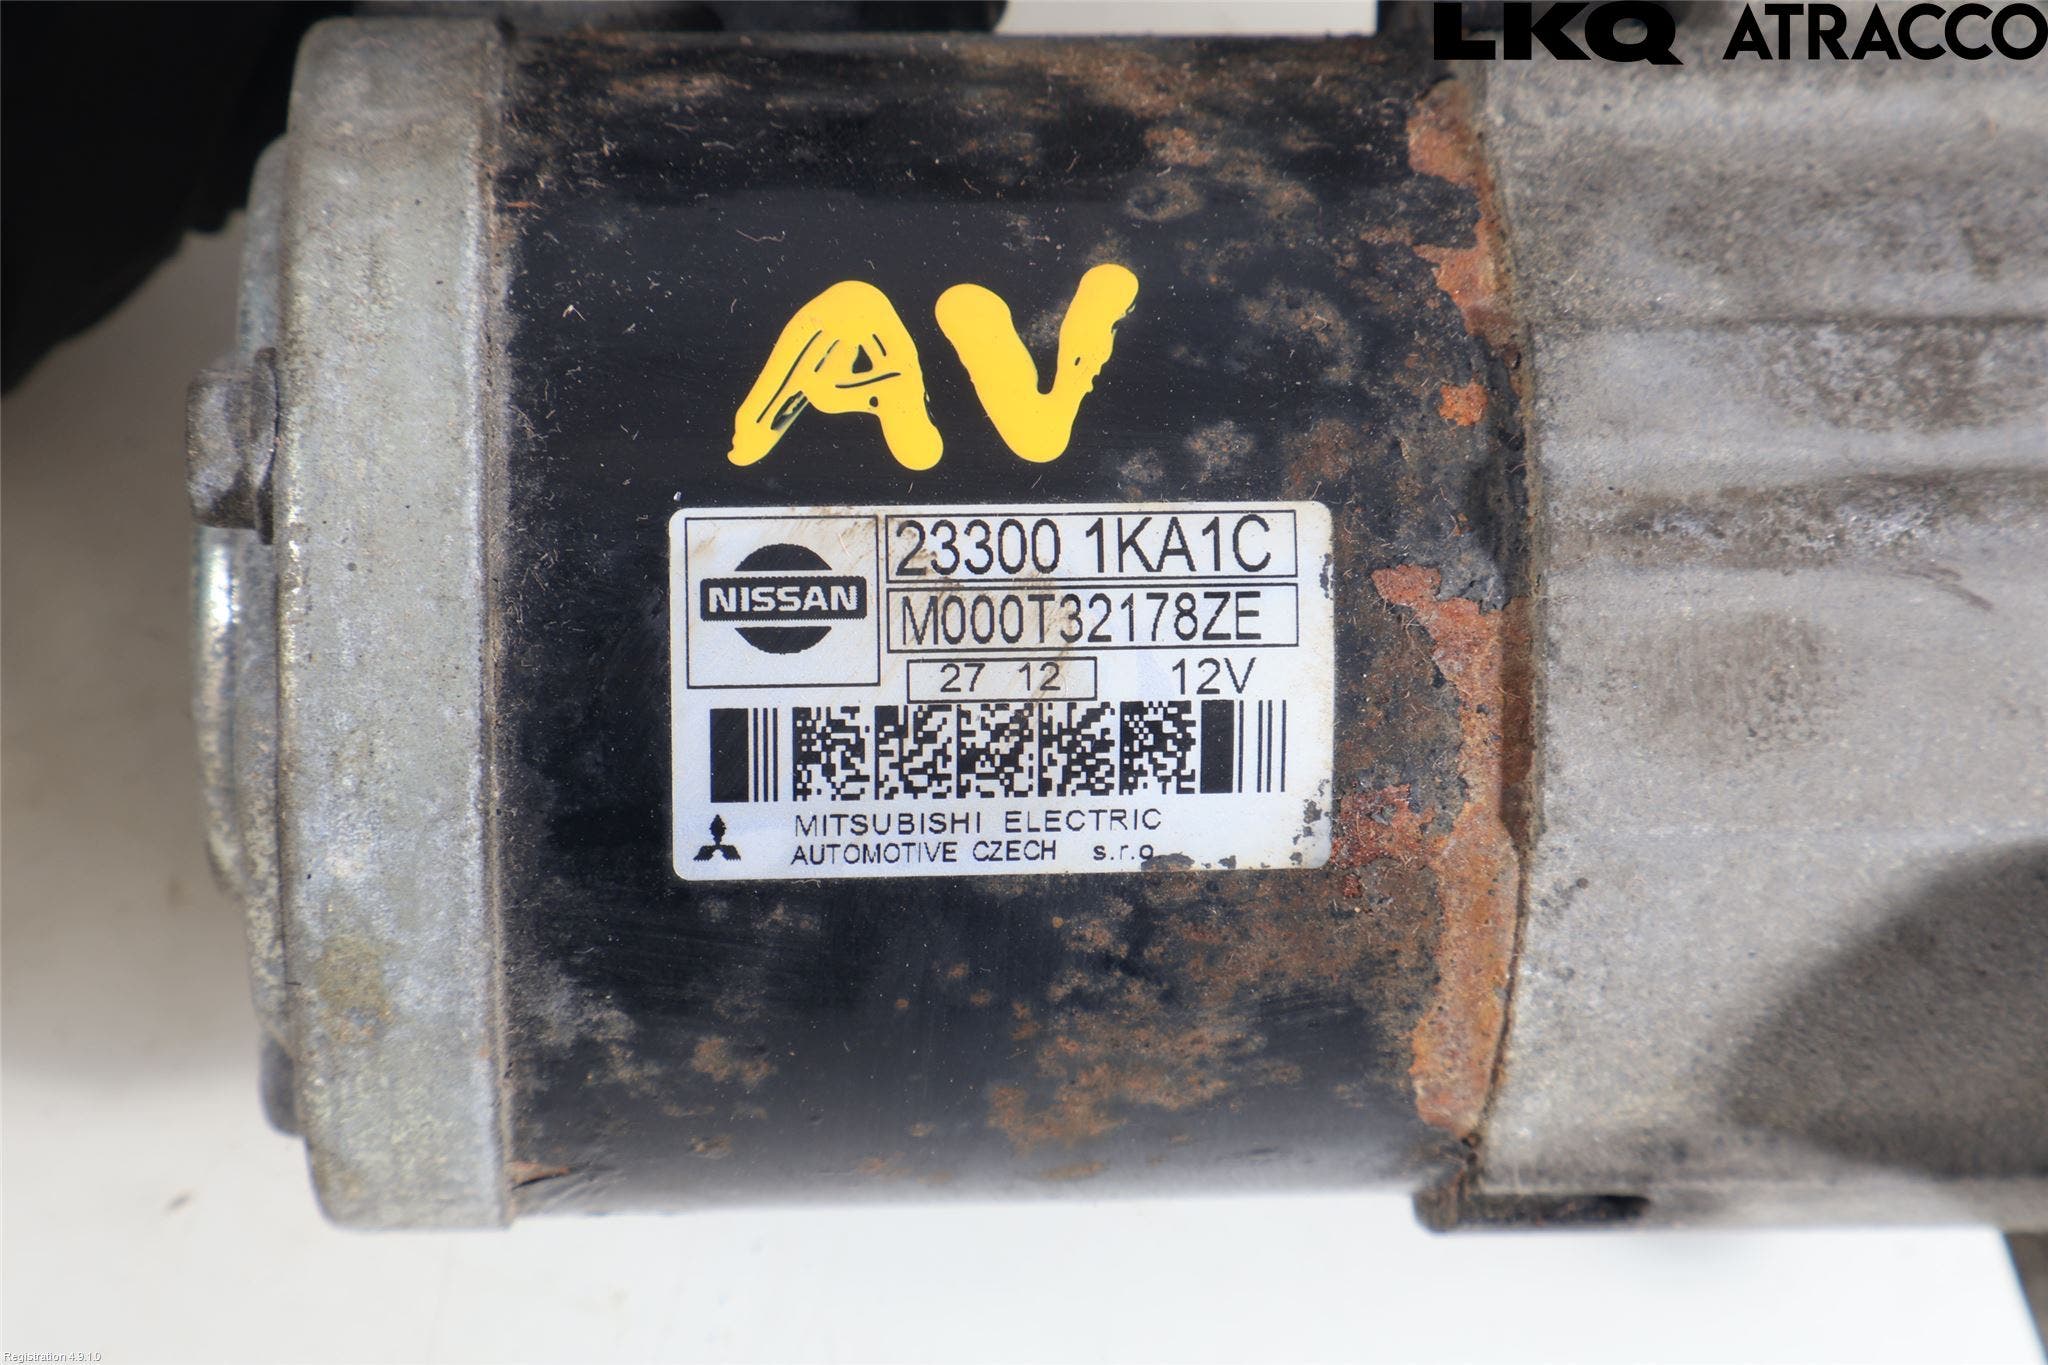 LKQ ATRACCO
AV
NISSAN
23300 1KA1C
M000T32178ZE
27 12 12V
MITSUBISHI ELECTRIC
AUTOMOTIVE CZECH s.r.o
Registration 4.9.1.0